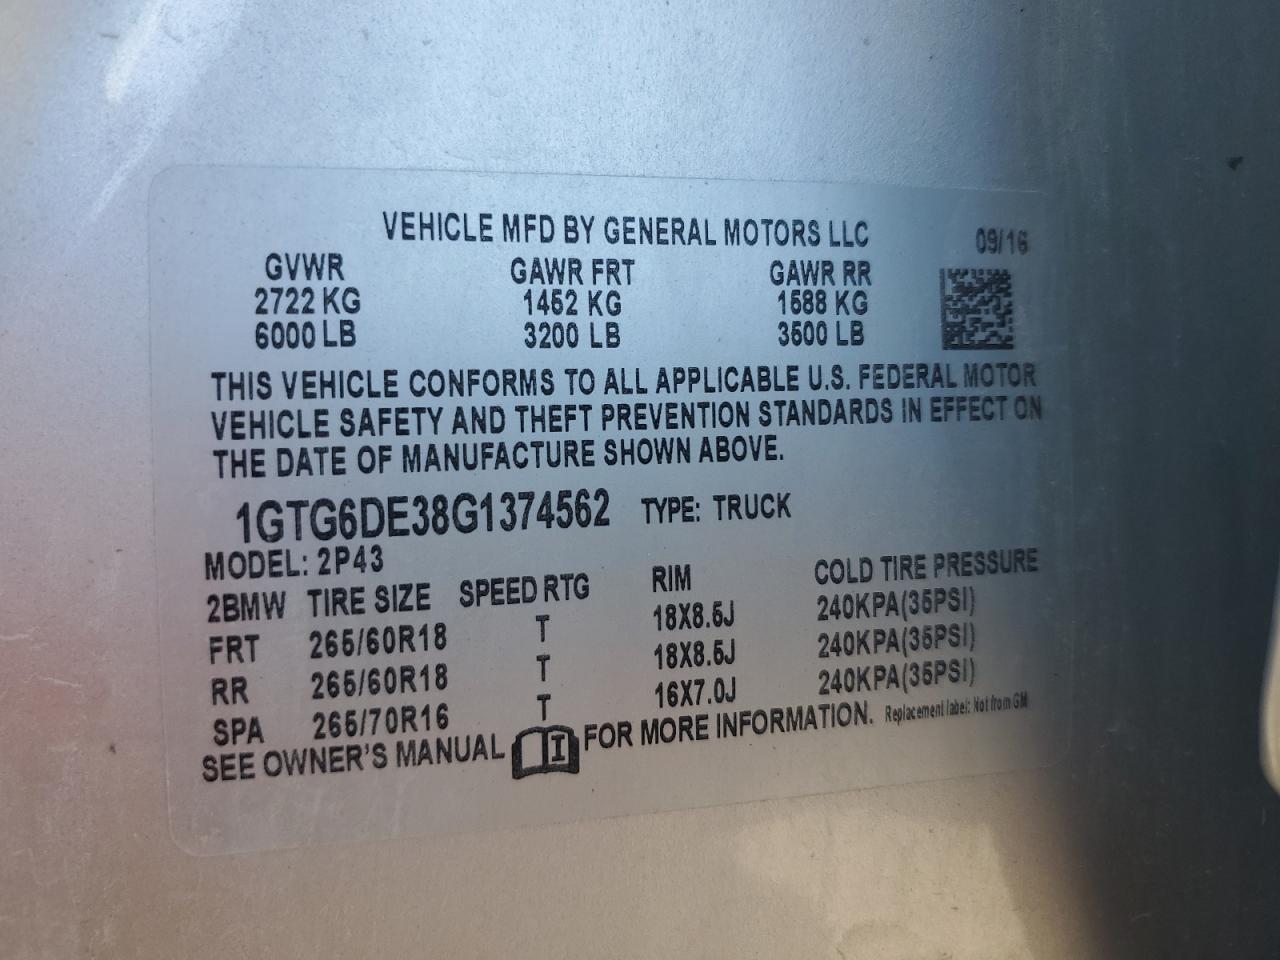 VEHICLE MFD BY GENERAL MOTORS LLC 09/16
GVWR GAWR FRT GAWR RR
2722 KG 1452 KG 1588 KG
6000 LB 3200 LB 3500 LB
THIS VEHICLE CONFORMS TO ALL APPLICABLE U.S. FEDERAL MOTOR
VEHICLE SAFETY AND THEFT PREVENTION STANDARDS IN EFFECT ON
THE DATE OF MANUFACTURE SHOWN ABOVE.
1GTG6DE38G1374562 TYPE: TRUCK
MODEL: 2P43
2BMW TIRE SIZE SPEED RTG RIM COLD TIRE PRESSURE
FRT 265/60R18 T 18X8.5J 240KPA(35PSI)
RR 265/60R18 T 18X8.5J 240KPA(35PSI)
SPA 265/70R16 T 16X7.0J 240KPA(35PSI)
SEE OWNER'S MANUAL i FOR MORE INFORMATION. Replacement label: Not from GM